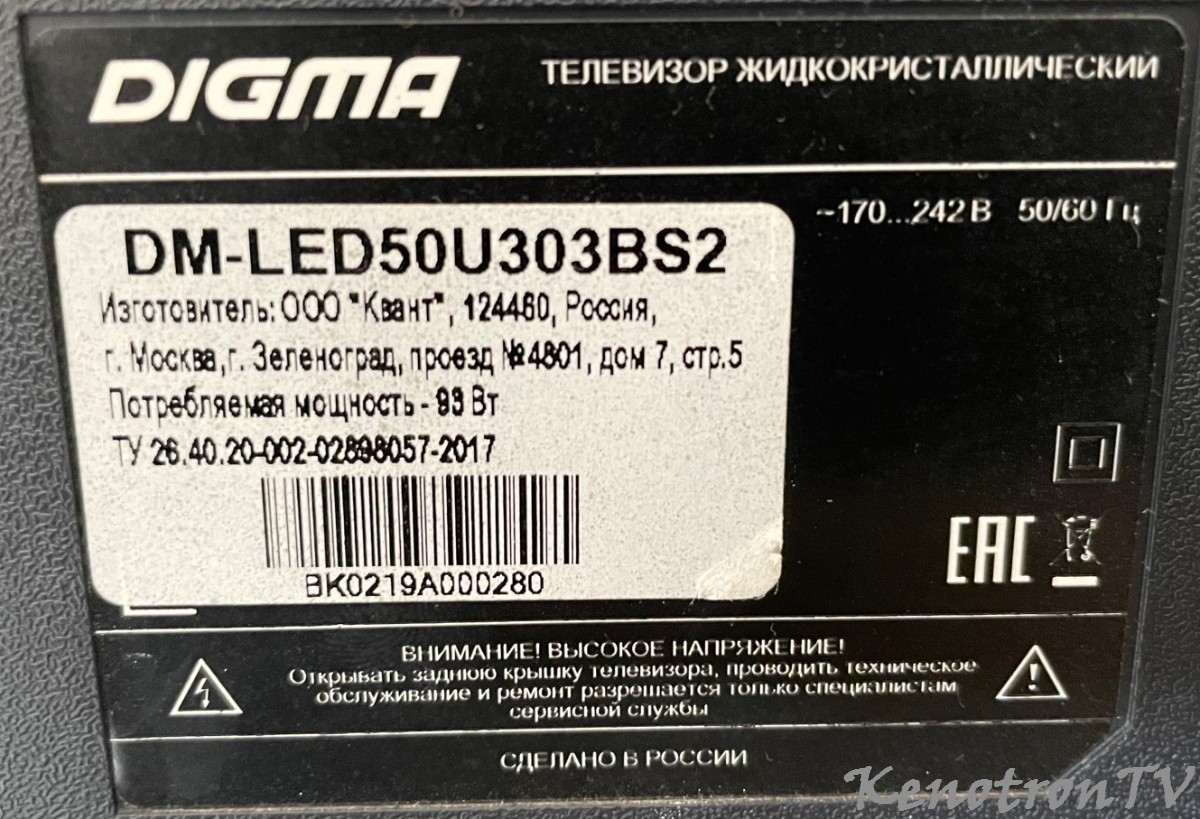 DIGMA
ТЕЛЕВИЗОР ЖИДКОКРИСТАЛЛИЧЕСКИЙ
~170...242 В 50/60 Гц
DM-LED50U303BS2
Изготовитель: ООО "Квант", 124460, Россия,
г. Москва,г. Зеленоград, проезд №4801, дом 7, стр.5
Потребляемая мощность - 93 Вт
ТУ 26.40.20-002-02898057-2017
BK0219A000280
EAC
ВНИМАНИЕ! ВЫСОКОЕ НАПРЯЖЕНИЕ!
Открывать заднюю крышку телевизора, проводить техническое
обслуживание и ремонт разрешается только специалистам
сервисной службы
СДЕЛАНО В РОССИИ
KenotronTV